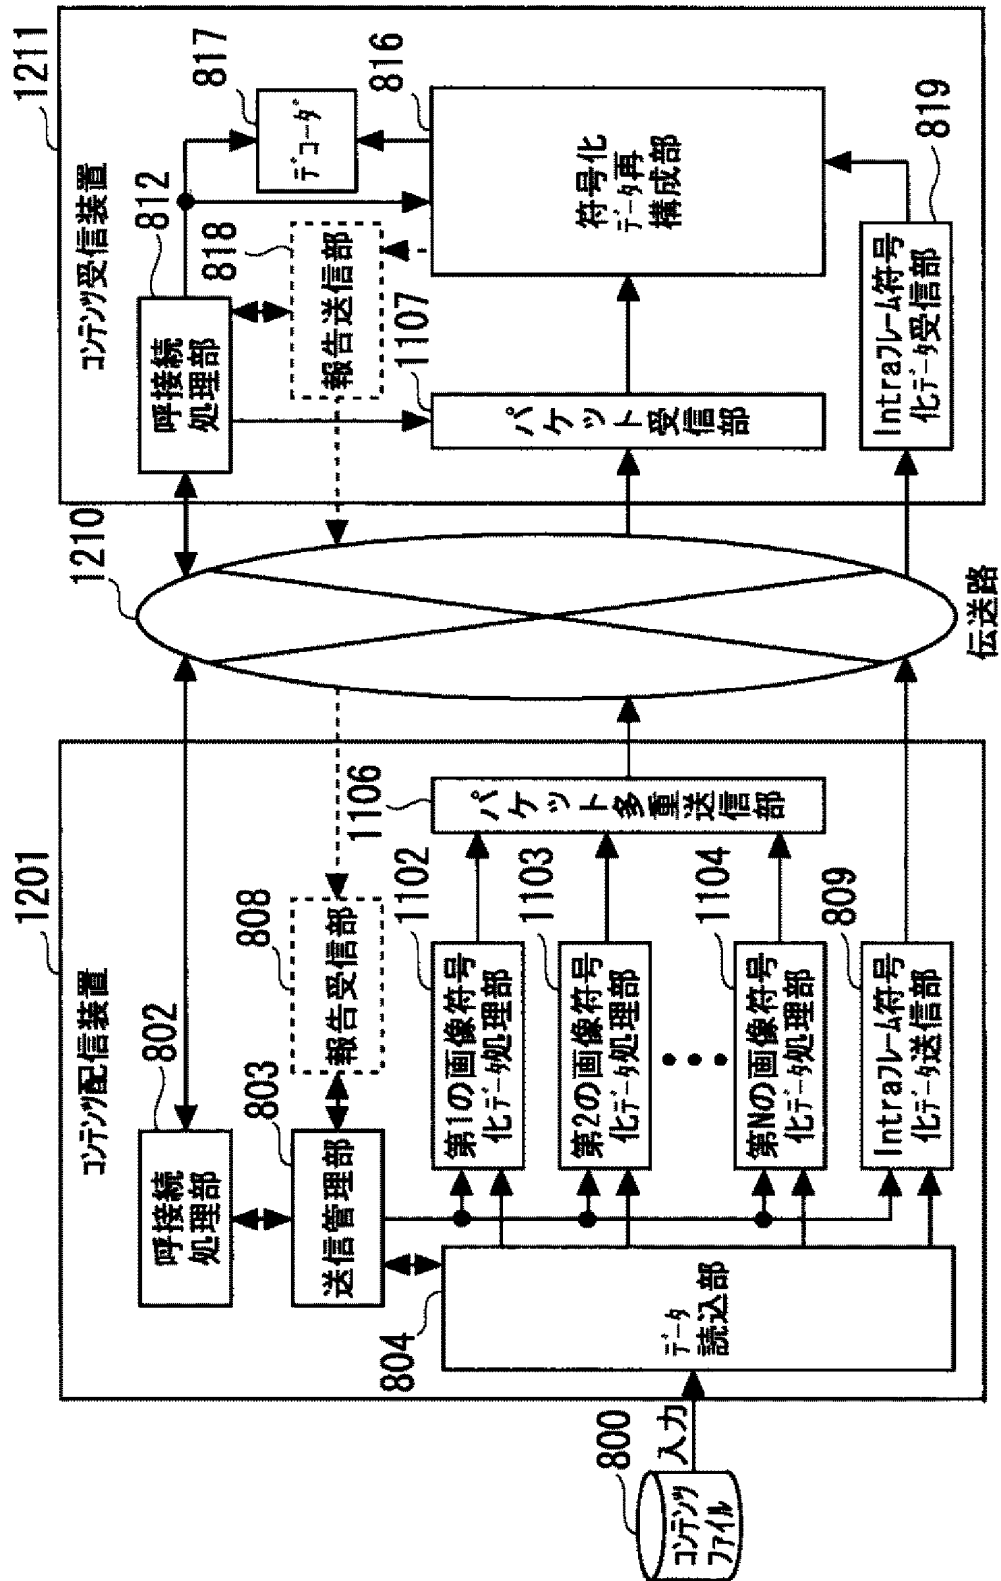 1201
コンテンツ配信装置
802
呼接続
処理部
803
送信管理部
808
報告受信部
804
データ
読込部
800
コンテンツ
ファイル
入力
1102
第1の画像符号
化データ処理部
1103
第2の画像符号
化データ処理部
• • •
1104
第Nの画像符号
化データ処理部
809
Intraフレーム符号
化データ送信部
1106
パケット多重送信部
1210
伝送路
1211
コンテンツ受信装置
812
呼接続
処理部
818
報告送信部
817
デコーダ
1107
パケット受信部
816
符号化
データ再
構成部
819
Intraフレーム符号
化データ受信部